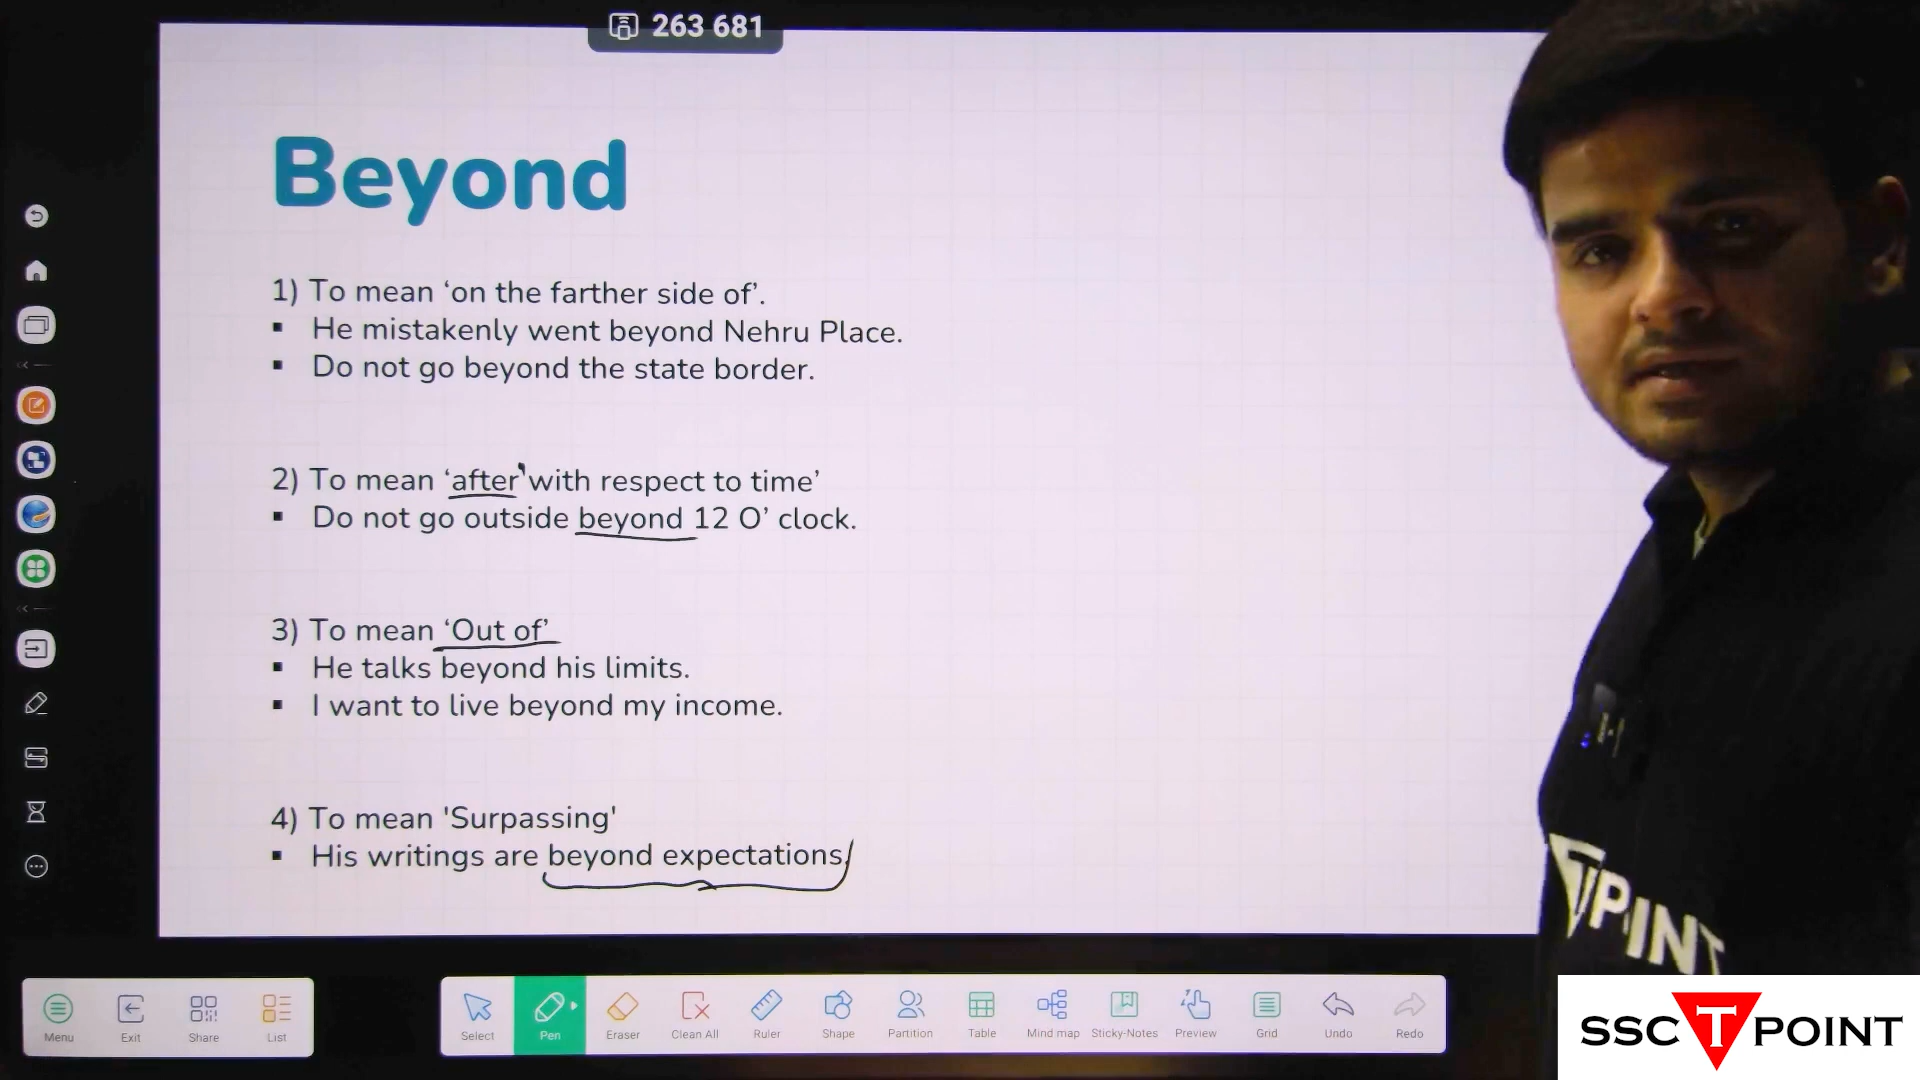 263 681
Beyond
1) To mean ‘on the farther side of’.
▪ He mistakenly went beyond Nehru Place.
▪ Do not go beyond the state border.
2) To mean ‘after’ with respect to time’
▪ Do not go outside beyond 12 O’ clock.
3) To mean ‘Out of’
▪ He talks beyond his limits.
▪ I want to live beyond my income.
4) To mean 'Surpassing'
▪ His writings are beyond expectations.
TPOINT
Menu Exit Share List
Select Pen Eraser Clean All Ruler Shape Partition Table Mind map Sticky-Notes Preview Grid Undo Redo
SSC T POINT